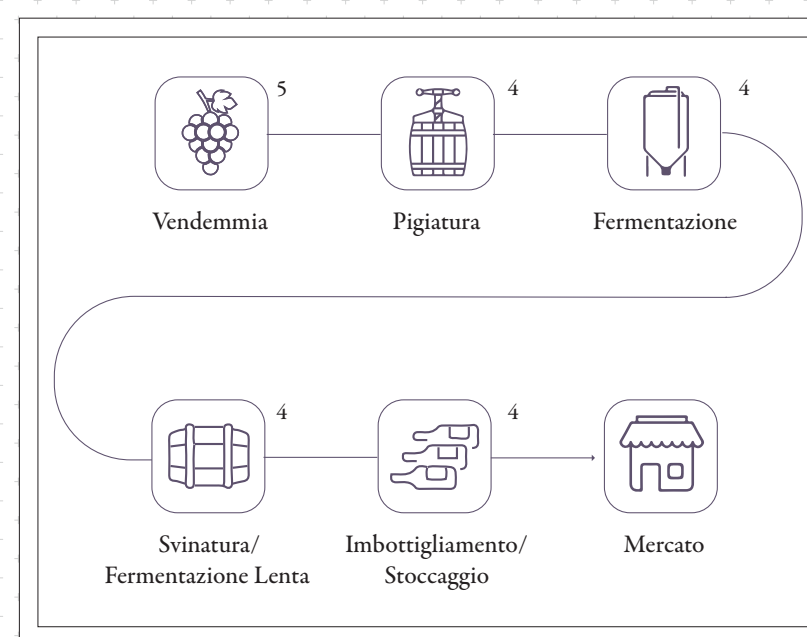 5
4
4
Vendemmia
Pigiatura
Fermentazione
4
4
Svinatura/
Fermentazione Lenta
Imbottigliamento/
Stoccaggio
Mercato